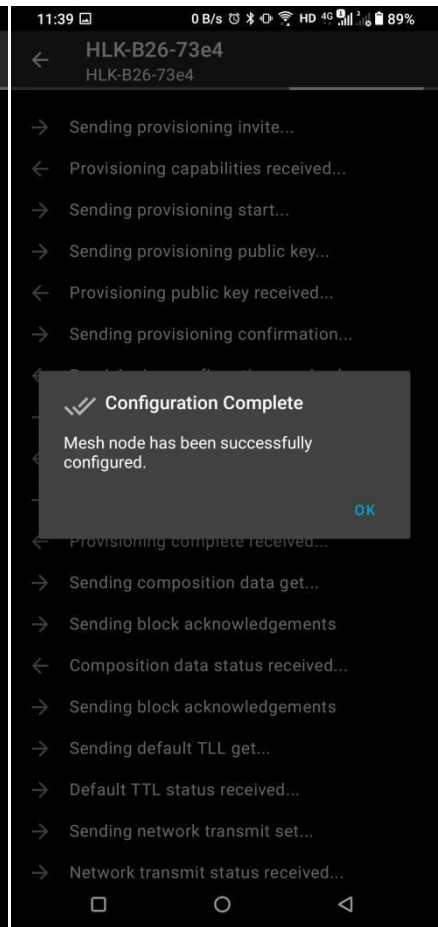 11:39
0 B/s
HD 4G
89%
HLK-B26-73e4
HLK-B26-73e4
Sending provisioning invite...
Provisioning capabilities received...
Sending provisioning start...
Sending provisioning public key...
Provisioning public key received...
Sending provisioning confirmation...
Configuration Complete
Mesh node has been successfully
configured.
OK
Provisioning complete received...
Sending composition data get...
Sending block acknowledgements
Composition data status received...
Sending block acknowledgements
Sending default TLL get...
Default TTL status received...
Sending network transmit set...
Network transmit status received...